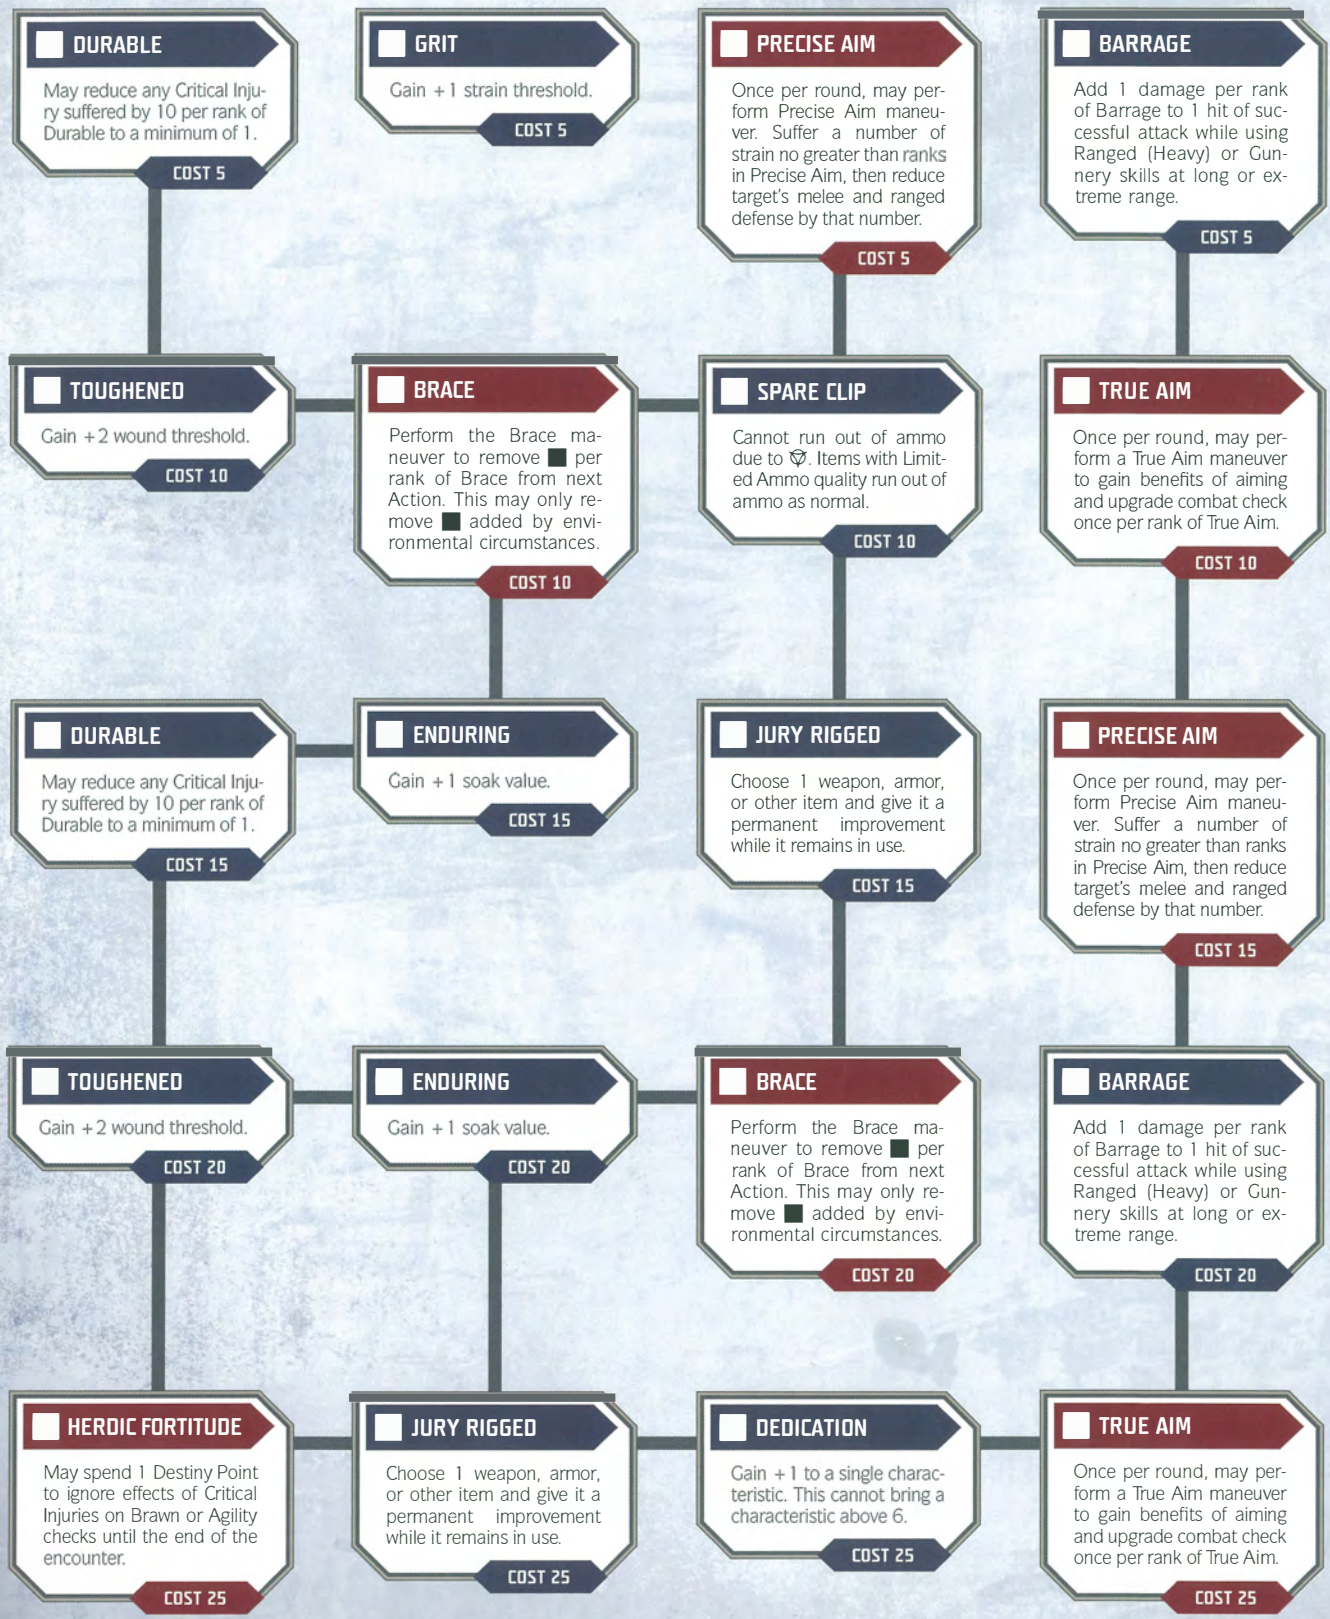 DURABLE
May reduce any Critical Inju-
ry suffered by 10 per rank of
Durable to a minimum of 1.
COST 5
GRIT
Gain +1 strain threshold.
COST 5
PRECISE AIM
Once per round, may per-
form Precise Aim maneu-
ver. Suffer a number of
strain no greater than ranks
in Precise Aim, then reduce
target's melee and ranged
defense by that number.
COST 5
BARRAGE
Add 1 damage per rank
of Barrage to 1 hit of suc-
cessful attack while using
Ranged (Heavy) or Gun-
nery skills at long or ex-
treme range.
COST 5
TOUGHENED
Gain +2 wound threshold.
COST 10
BRACE
Perform the Brace ma-
neuver to remove ■ per
rank of Brace from next
Action. This may only re-
move ■ added by envi-
ronmental circumstances.
COST 10
SPARE CLIP
Cannot run out of ammo
due to . Items with Limit-
ed Ammo quality run out of
ammo as normal.
COST 10
TRUE AIM
Once per round, may per-
form a True Aim maneuver
to gain benefits of aiming
and upgrade combat check
once per rank of True Aim.
COST 10
DURABLE
May reduce any Critical Inju-
ry suffered by 10 per rank of
Durable to a minimum of 1.
COST 15
ENDURING
Gain +1 soak value.
COST 15
JURY RIGGED
Choose 1 weapon, armor,
or other item and give it a
permanent improvement
while it remains in use.
COST 15
PRECISE AIM
Once per round, may per-
form Precise Aim maneu-
ver. Suffer a number of
strain no greater than ranks
in Precise Aim, then reduce
target's melee and ranged
defense by that number.
COST 15
TOUGHENED
Gain +2 wound threshold.
COST 20
ENDURING
Gain +1 soak value.
COST 20
BRACE
Perform the Brace ma-
neuver to remove ■ per
rank of Brace from next
Action. This may only re-
move ■ added by envi-
ronmental circumstances.
COST 20
BARRAGE
Add 1 damage per rank
of Barrage to 1 hit of suc-
cessful attack while using
Ranged (Heavy) or Gun-
nery skills at long or ex-
treme range.
COST 20
HEROIC FORTITUDE
May spend 1 Destiny Point
to ignore effects of Critical
Injuries on Brawn or Agility
checks until the end of the
encounter.
COST 25
JURY RIGGED
Choose 1 weapon, armor,
or other item and give it a
permanent improvement
while it remains in use.
COST 25
DEDICATION
Gain +1 to a single charac-
teristic. This cannot bring a
characteristic above 6.
COST 25
TRUE AIM
Once per round, may per-
form a True Aim maneuver
to gain benefits of aiming
and upgrade combat check
once per rank of True Aim.
COST 25